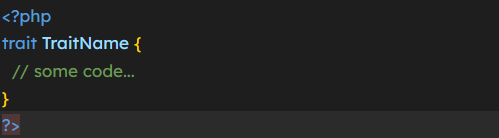 <?php
trait TraitName {
  // some code...
}
?>